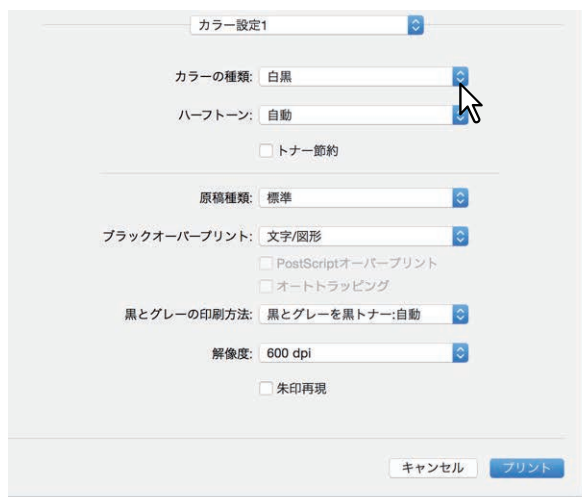 カラー設定1
カラーの種類: 白黒
ハーフトーン: 自動
トナー節約
原稿種類: 標準
ブラックオーバープリント: 文字/図形
PostScriptオーバープリント
オートトラッピング
黒とグレーの印刷方法: 黒とグレーを黒トナー:自動
解像度: 600 dpi
朱印再現
キャンセル プリント